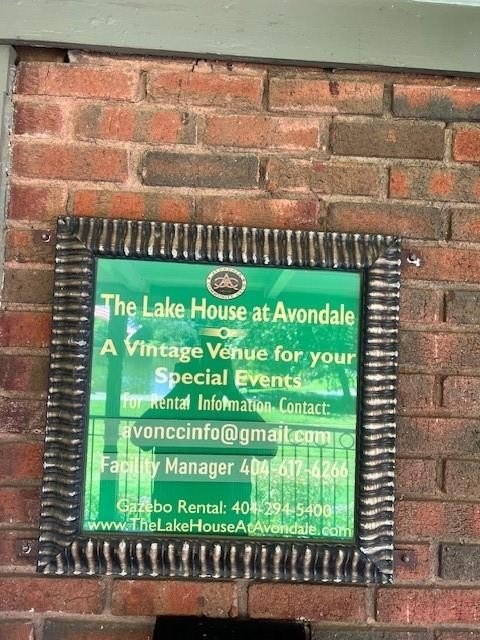 The Lake House at Avondale
A Vintage Venue for your
Special Events
For Rental Information Contact:
avonccinfo@gmail.com
Facility Manager 404-617-6266
Gazebo Rental: 404-294-5400
www.TheLakeHouseAtAvondale.com